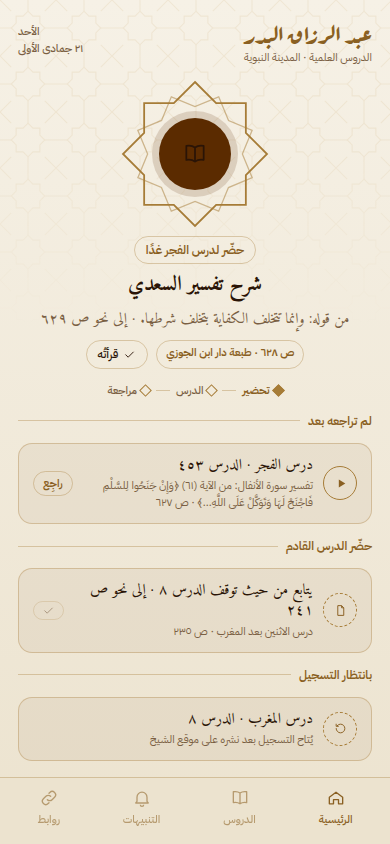 عبد الرزاق البدر
الدروس العلمية · المدينة النبوية
الأحد
٢١ جمادى الأولى
حضّر لدرس الفجر غدًا
شرح تفسير السعدي
من قوله: وإنما تتخلف الكفاية بتخلف شرطها. · إلى نحو ص ٦٢٩
ص ٦٢٨ · طبعة دار ابن الجوزي
قرأتُه
تحضير
الدرس
مراجعة
لم تراجعه بعد
درس الفجر · الدرس ٤٥٣
تفسير سورة الأنفال: من الآية (٦١) ﴿وَإِنْ جَنَحُوا لِلسَّلْمِ
فَاجْنَحْ لَهَا وَتَوَكَّلْ عَلَى اللَّهِ...﴾ · ص ٦٢٧
راجِع
حضّر الدرس القادم
يتابع من حيث توقف الدرس ٨ · إلى نحو ص
٢٤١
درس الاثنين بعد المغرب · ص ٢٣٥
بانتظار التسجيل
درس المغرب · الدرس ٨
يُتاح التسجيل بعد نشره على موقع الشيخ
الرئيسية
الدروس
التنبيهات
روابط